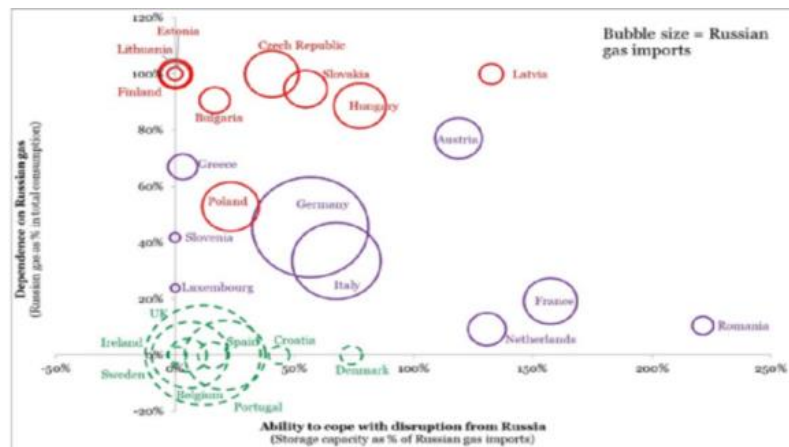 120%
Estonia
Lithuania
Czech Republic
Bubble size = Russian
gas imports
100%
Slovakia
Latvia
Finland
Hungary
Bulgaria
80%
Austria
Greece
60%
Poland
Germany
40%
Slovenia
Italy
20%
Luxembourg
France
UK
Romania
Ireland
Spain
Croatia
Netherlands
-50%
0%
0%
50%
100%
150%
200%
250%
Sweden
Denmark
Belgium
-20%
Portugal
Dependence on Russian gas
(Russian gas as % in total consumption)
Ability to cope with disruption from Russia
(Storage capacity as % of Russian gas imports)